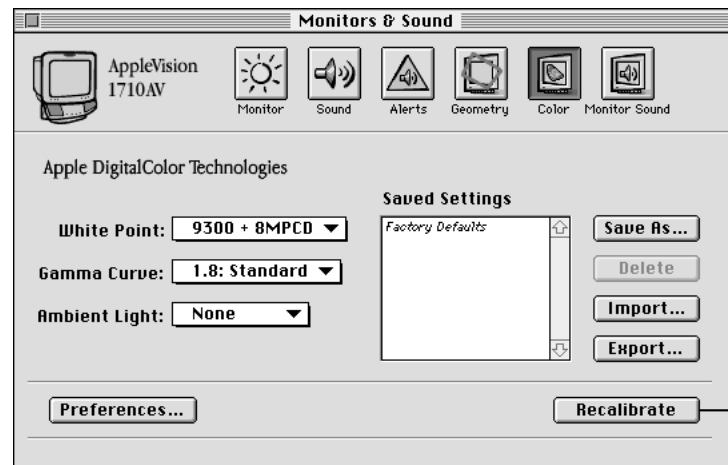 Monitors & Sound
AppleVision
1710AV
Monitor
Sound
Alerts
Geometry
Color
Monitor Sound
Apple DigitalColor Technologies
Saved Settings
White Point: 9300 + 8MPCD
Gamma Curve: 1.8: Standard
Ambient Light: None
Factory Defaults
Save As...
Delete
Import...
Export...
Preferences...
Recalibrate